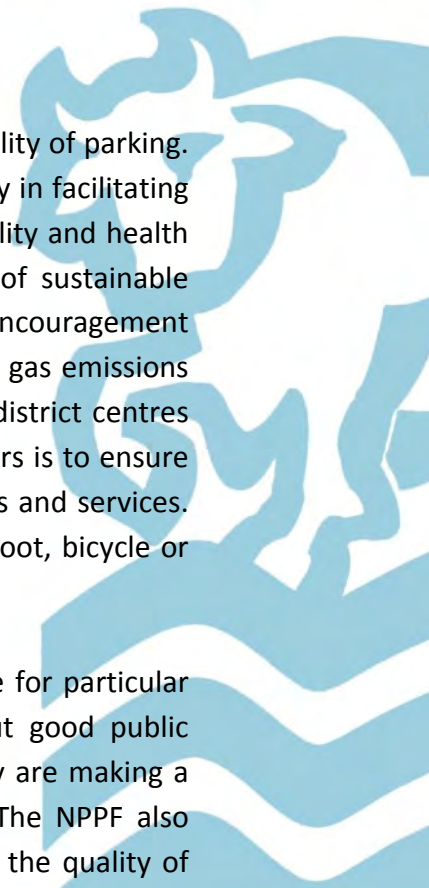 lity of parking.
y in facilitating
lity and health
of sustainable
ncouragement
gas emissions
district centres
rs is to ensure
s and services.
oot, bicycle or
e for particular
ut good public
y are making a
The NPPF also
the quality of